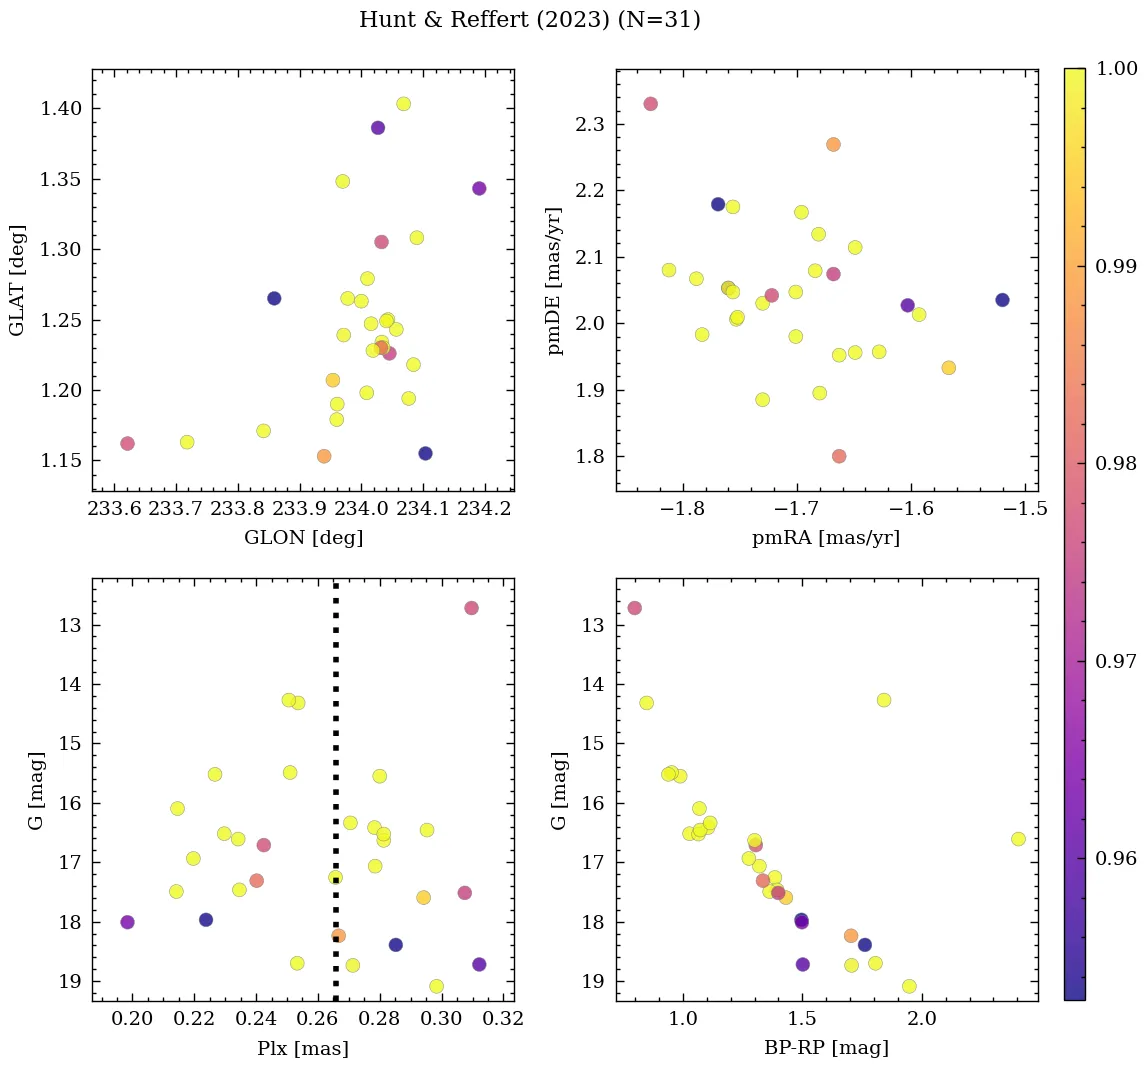 Hunt & Reffert (2023) (N=31)
1.40
1.35
1.30
1.25
1.20
1.15
GLAT [deg]
233.6 233.7 233.8 233.9 234.0 234.1 234.2
GLON [deg]
2.3
2.2
2.1
2.0
1.9
1.8
pmDE [mas/yr]
−1.8 −1.7 −1.6 −1.5
pmRA [mas/yr]
1.00
0.99
0.98
0.97
0.96
13
14
15
16
17
18
19
G [mag]
0.20 0.22 0.24 0.26 0.28 0.30 0.32
Plx [mas]
13
14
15
16
17
18
19
G [mag]
1.0 1.5 2.0
BP-RP [mag]